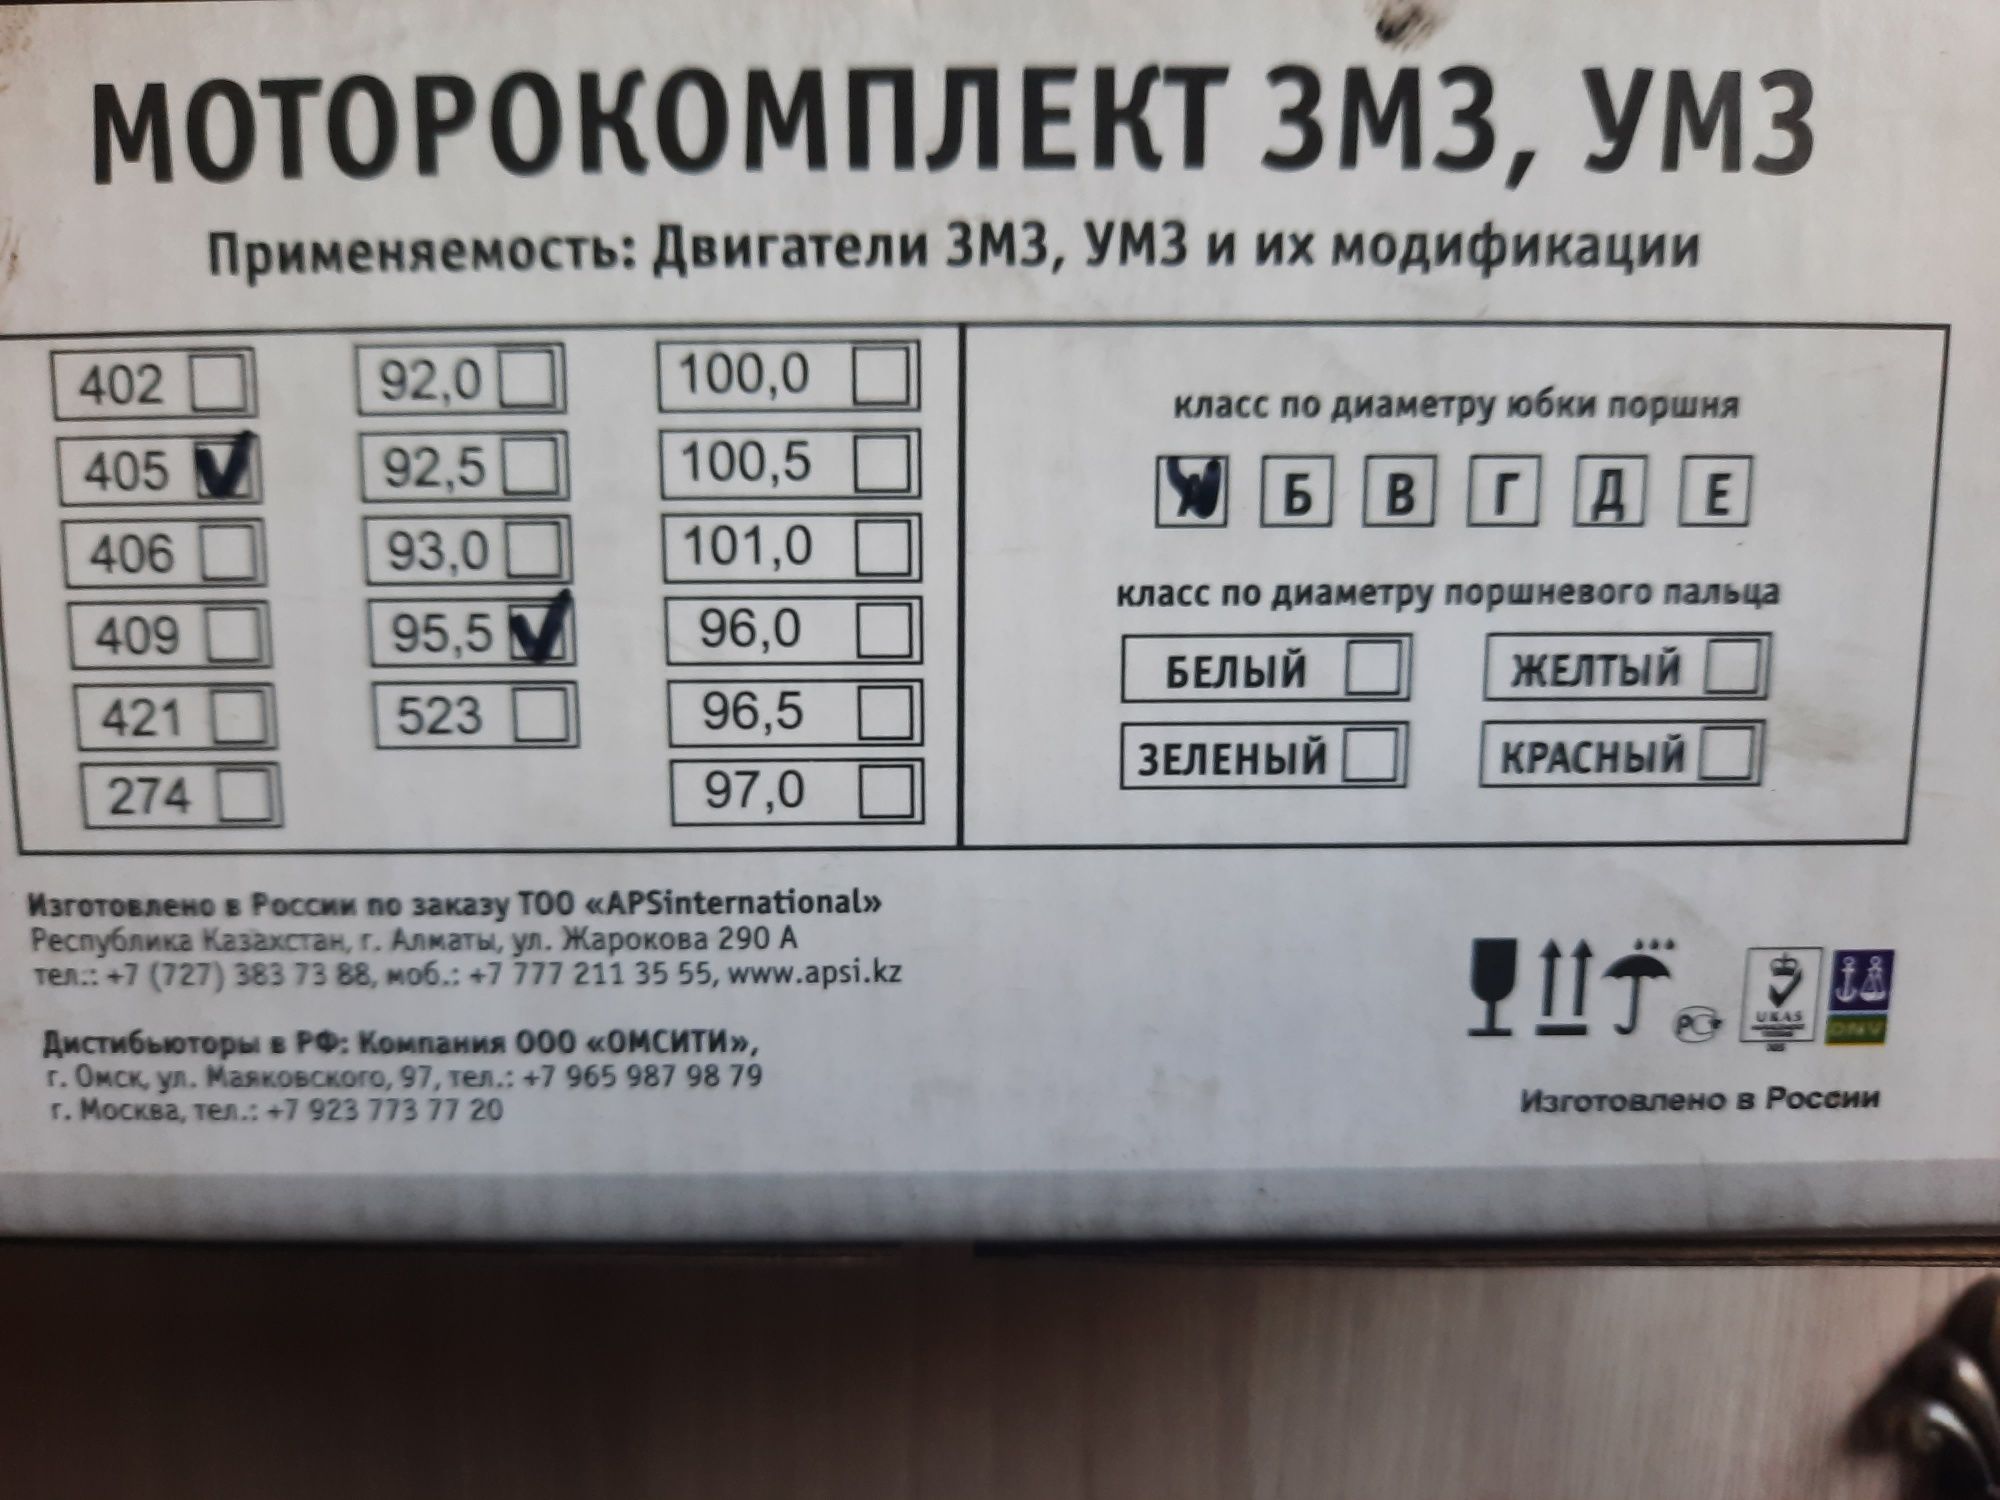 МОТОРОКОМПЛЕКТ ЗМЗ, УМЗ
Применяемость: Двигатели ЗМЗ, УМЗ и их модификации
402 92,0 100,0
405 92,5 100,5
406 93,0 101,0
409 95,5 96,0
421 523 96,5
274 97,0
класс по диаметру юбки поршня
Б В Г Д Е
класс по диаметру поршневого пальца
БЕЛЫЙ ЖЕЛТЫЙ
ЗЕЛЕНЫЙ КРАСНЫЙ
Изготовлено в России по заказу ТОО «APSinternational»
Республика Казахстан, г. Алматы, ул. Жарокова 290 А
тел.: +7 (727) 383 73 88, моб.: +7 777 211 35 55, www.apsi.kz
Дистибьюторы в РФ: Компания ООО «ОМСИТИ»,
г. Омск, ул. Маяковского, 97, тел.: +7 965 987 98 79
г. Москва, тел.: +7 923 773 77 20
UKAS
DNV
Изготовлено в России